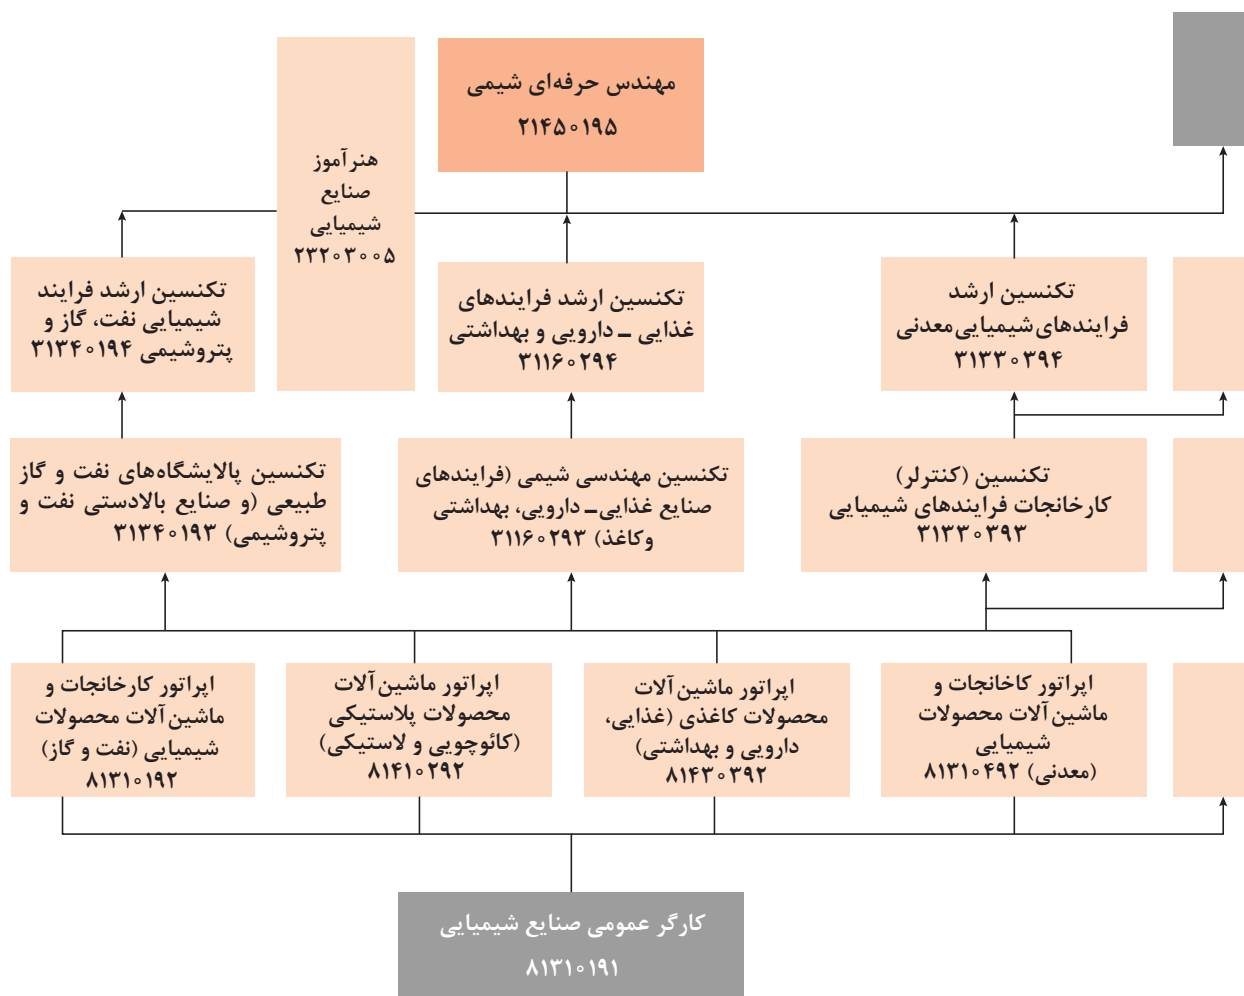 مهندس حرفه‌ای شیمی
۲۱۴۵۰۱۹۵
هنرآموز
صنایع
شیمیایی
۲۳۲۰۳۰۰۵
تکنسین ارشد
فرایندهای شیمیایی معدنی
۳۱۳۳۰۳۹۴
تکنسین ارشد فرایندهای
غذایی ـ دارویی و بهداشتی
۳۱۱۶۰۲۹۴
تکنسین ارشد فرایند
شیمیایی نفت، گاز و
پتروشیمی ۳۱۳۴۰۱۹۴
تکنسین (کنترلر)
کارخانجات فرایندهای شیمیایی
۳۱۳۳۰۳۹۳
تکنسین مهندسی شیمی (فرایندهای
صنایع غذایی ـ دارویی، بهداشتی
وکاغذ) ۳۱۱۶۰۲۹۳
تکنسین پالایشگاه‌های نفت و گاز
طبیعی (و صنایع بالادستی نفت و
پتروشیمی) ۳۱۳۴۰۱۹۳
اپراتور کاخانجات و
ماشین آلات محصولات
شیمیایی
(معدنی) ۸۱۳۱۰۴۹۲
اپراتور ماشین آلات
محصولات کاغذی (غذایی،
دارویی و بهداشتی)
۸۱۴۳۰۳۹۲
اپراتور ماشین آلات
محصولات پلاستیکی
(کائوچویی و لاستیکی)
۸۱۴۱۰۲۹۲
اپراتور کارخانجات و
ماشین آلات محصولات
شیمیایی (نفت و گاز)
۸۱۳۱۰۱۹۲
کارگر عمومی صنایع شیمیایی
۸۱۳۱۰۱۹۱